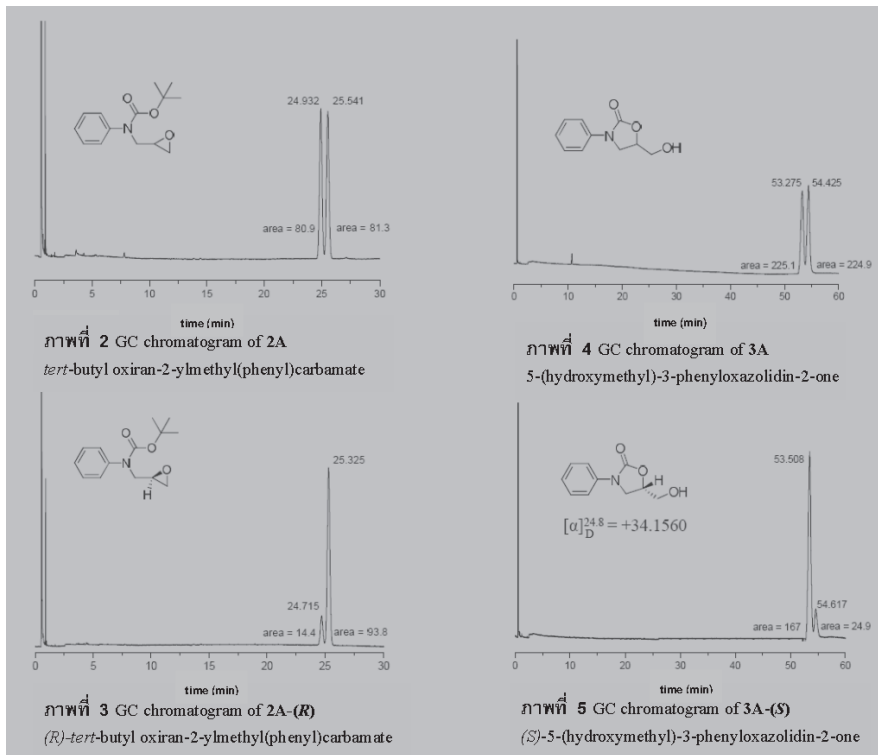 24.932 25.541
area = 80.9 area = 81.3
0 5 10 15 20 25 30
time (min)
ภาพที่ 2 GC chromatogram of 2A
tert-butyl oxiran-2-ylmethyl(phenyl)carbamate
O
O
N
O
53.275 54.425
area = 225.1 area = 224.9
0 10 20 30 40 50 60
time (min)
ภาพที่ 4 GC chromatogram of 3A
5-(hydroxymethyl)-3-phenyloxazolidin-2-one
O
O
N
OH
25.325
24.715
area = 14.4 area = 93.8
0 5 10 15 20 25 30
time (min)
ภาพที่ 3 GC chromatogram of 2A-(R)
(R)-tert-butyl oxiran-2-ylmethyl(phenyl)carbamate
O
O
N
O
H
53.508
54.617
[α]24.8 D = +34.1560
area = 167 area = 24.9
0 10 20 30 40 50 60
time (min)
ภาพที่ 5 GC chromatogram of 3A-(S)
(S)-5-(hydroxymethyl)-3-phenyloxazolidin-2-one
O
O
H
N
OH